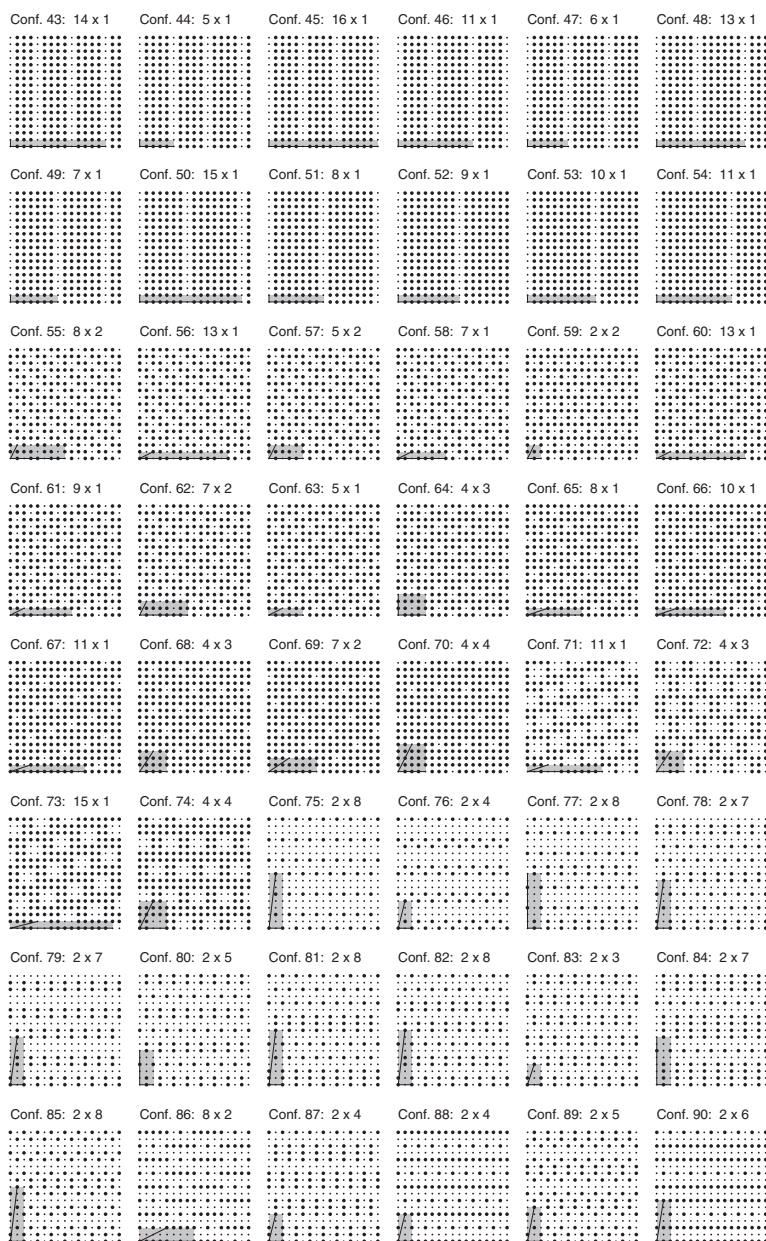 Conf. 43: 14 x 1 Conf. 44: 5 x 1 Conf. 45: 16 x 1 Conf. 46: 11 x 1 Conf. 47: 6 x 1 Conf. 48: 13 x 1
Conf. 49: 7 x 1 Conf. 50: 15 x 1 Conf. 51: 8 x 1 Conf. 52: 9 x 1 Conf. 53: 10 x 1 Conf. 54: 11 x 1
Conf. 55: 8 x 2 Conf. 56: 13 x 1 Conf. 57: 5 x 2 Conf. 58: 7 x 1 Conf. 59: 2 x 2 Conf. 60: 13 x 1
Conf. 61: 9 x 1 Conf. 62: 7 x 2 Conf. 63: 5 x 1 Conf. 64: 4 x 3 Conf. 65: 8 x 1 Conf. 66: 10 x 1
Conf. 67: 11 x 1 Conf. 68: 4 x 3 Conf. 69: 7 x 2 Conf. 70: 4 x 4 Conf. 71: 11 x 1 Conf. 72: 4 x 3
Conf. 73: 15 x 1 Conf. 74: 4 x 4 Conf. 75: 2 x 8 Conf. 76: 2 x 4 Conf. 77: 2 x 8 Conf. 78: 2 x 7
Conf. 79: 2 x 7 Conf. 80: 2 x 5 Conf. 81: 2 x 8 Conf. 82: 2 x 8 Conf. 83: 2 x 3 Conf. 84: 2 x 7
Conf. 85: 2 x 8 Conf. 86: 8 x 2 Conf. 87: 2 x 4 Conf. 88: 2 x 4 Conf. 89: 2 x 5 Conf. 90: 2 x 6